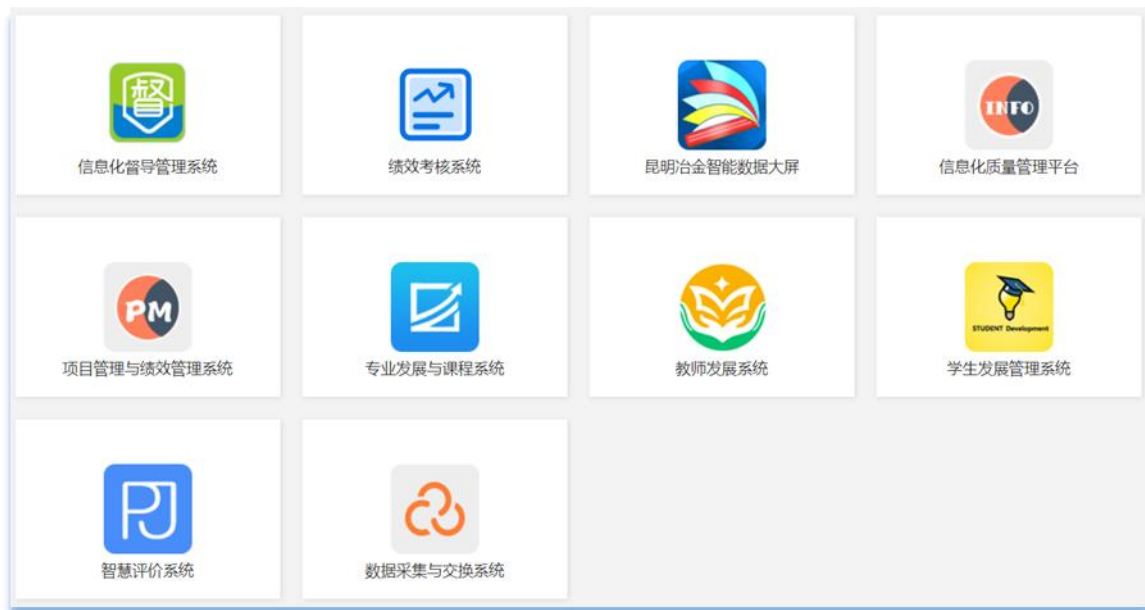 督
信息化督导管理系统
绩效考核系统
昆明冶金智能数据大屏
INFO
信息化质量管理平台
PM
项目管理与绩效管理系统
专业发展与课程系统
教师发展系统
STUDENT Development
学生发展管理系统
PJ
智慧评价系统
数据采集与交换系统